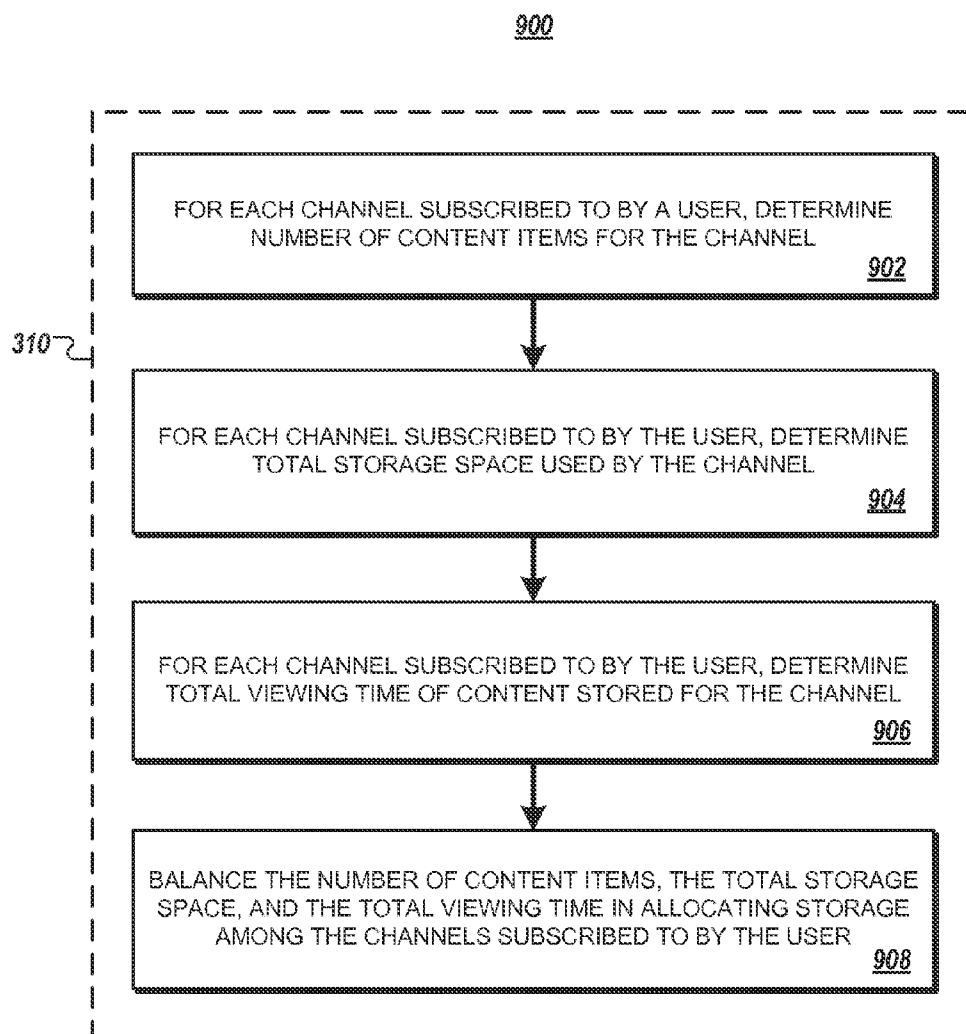 900
FOR EACH CHANNEL SUBSCRIBED TO BY A USER, DETERMINE
NUMBER OF CONTENT ITEMS FOR THE CHANNEL
902
310
FOR EACH CHANNEL SUBSCRIBED TO BY THE USER, DETERMINE
TOTAL STORAGE SPACE USED BY THE CHANNEL
904
FOR EACH CHANNEL SUBSCRIBED TO BY THE USER, DETERMINE
TOTAL VIEWING TIME OF CONTENT STORED FOR THE CHANNEL
906
BALANCE THE NUMBER OF CONTENT ITEMS, THE TOTAL STORAGE
SPACE, AND THE TOTAL VIEWING TIME IN ALLOCATING STORAGE
AMONG THE CHANNELS SUBSCRIBED TO BY THE USER
908